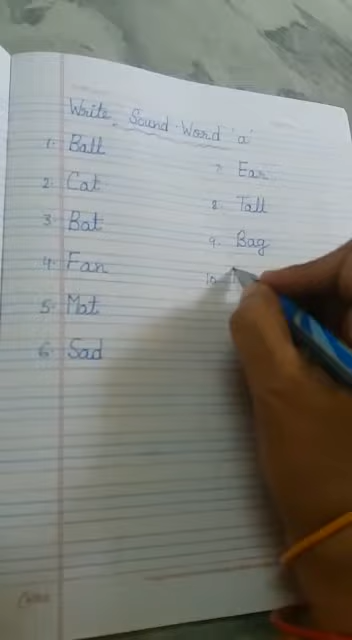 Write Sound Word 'a'
1. Ball
2. Cat
3. Bat
4. Fan
5. Mat
6. Sad
7. Ear
8. Tall
9. Bag
10.